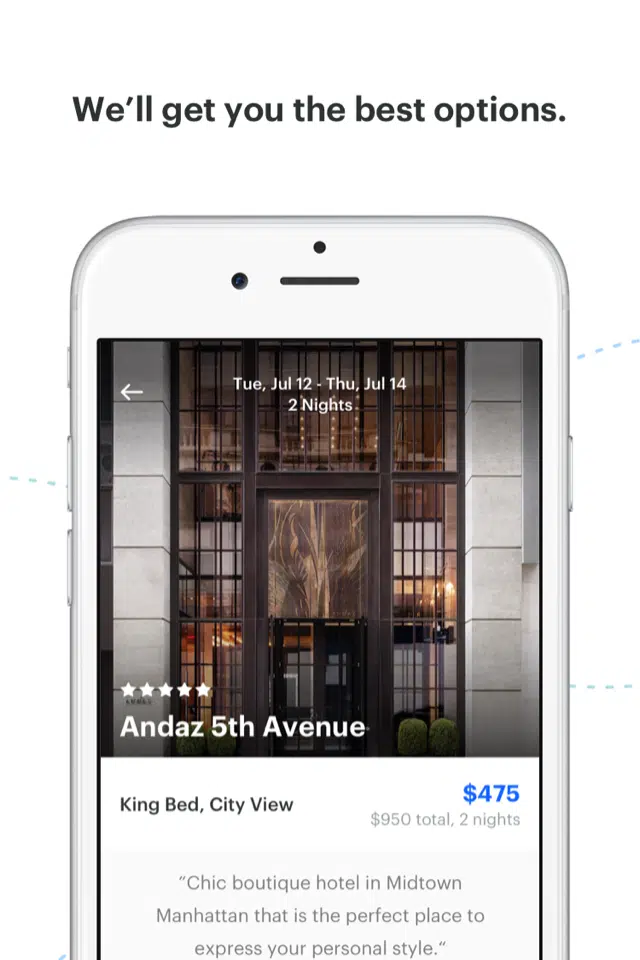 We’ll get you the best options.
Tue, Jul 12 - Thu, Jul 14
2 Nights
Andaz 5th Avenue
King Bed, City View
$475
$950 total, 2 nights
“Chic boutique hotel in Midtown
Manhattan that is the perfect place to
express your personal style.“